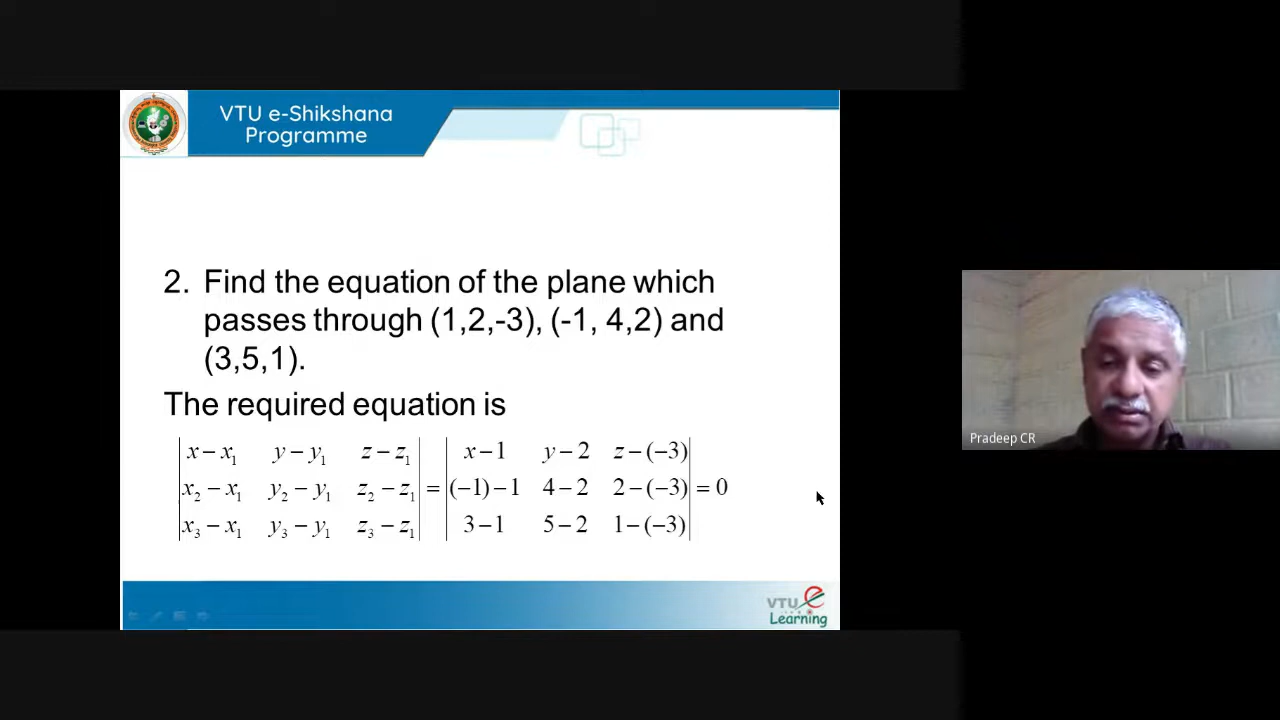 VTU e-Shikshana
Programme
2. Find the equation of the plane which
passes through (1,2,-3), (-1, 4,2) and
(3,5,1).
The required equation is
| x − x₁   y − y₁   z − z₁ |   | x − 1   y − 2   z − (−3) |
| x₂ − x₁   y₂ − y₁   z₂ − z₁ | = | (−1) − 1   4 − 2   2 − (−3) | = 0
| x₃ − x₁   y₃ − y₁   z₃ − z₁ |   | 3 − 1   5 − 2   1 − (−3) |
VTU e
Learning
Pradeep CR